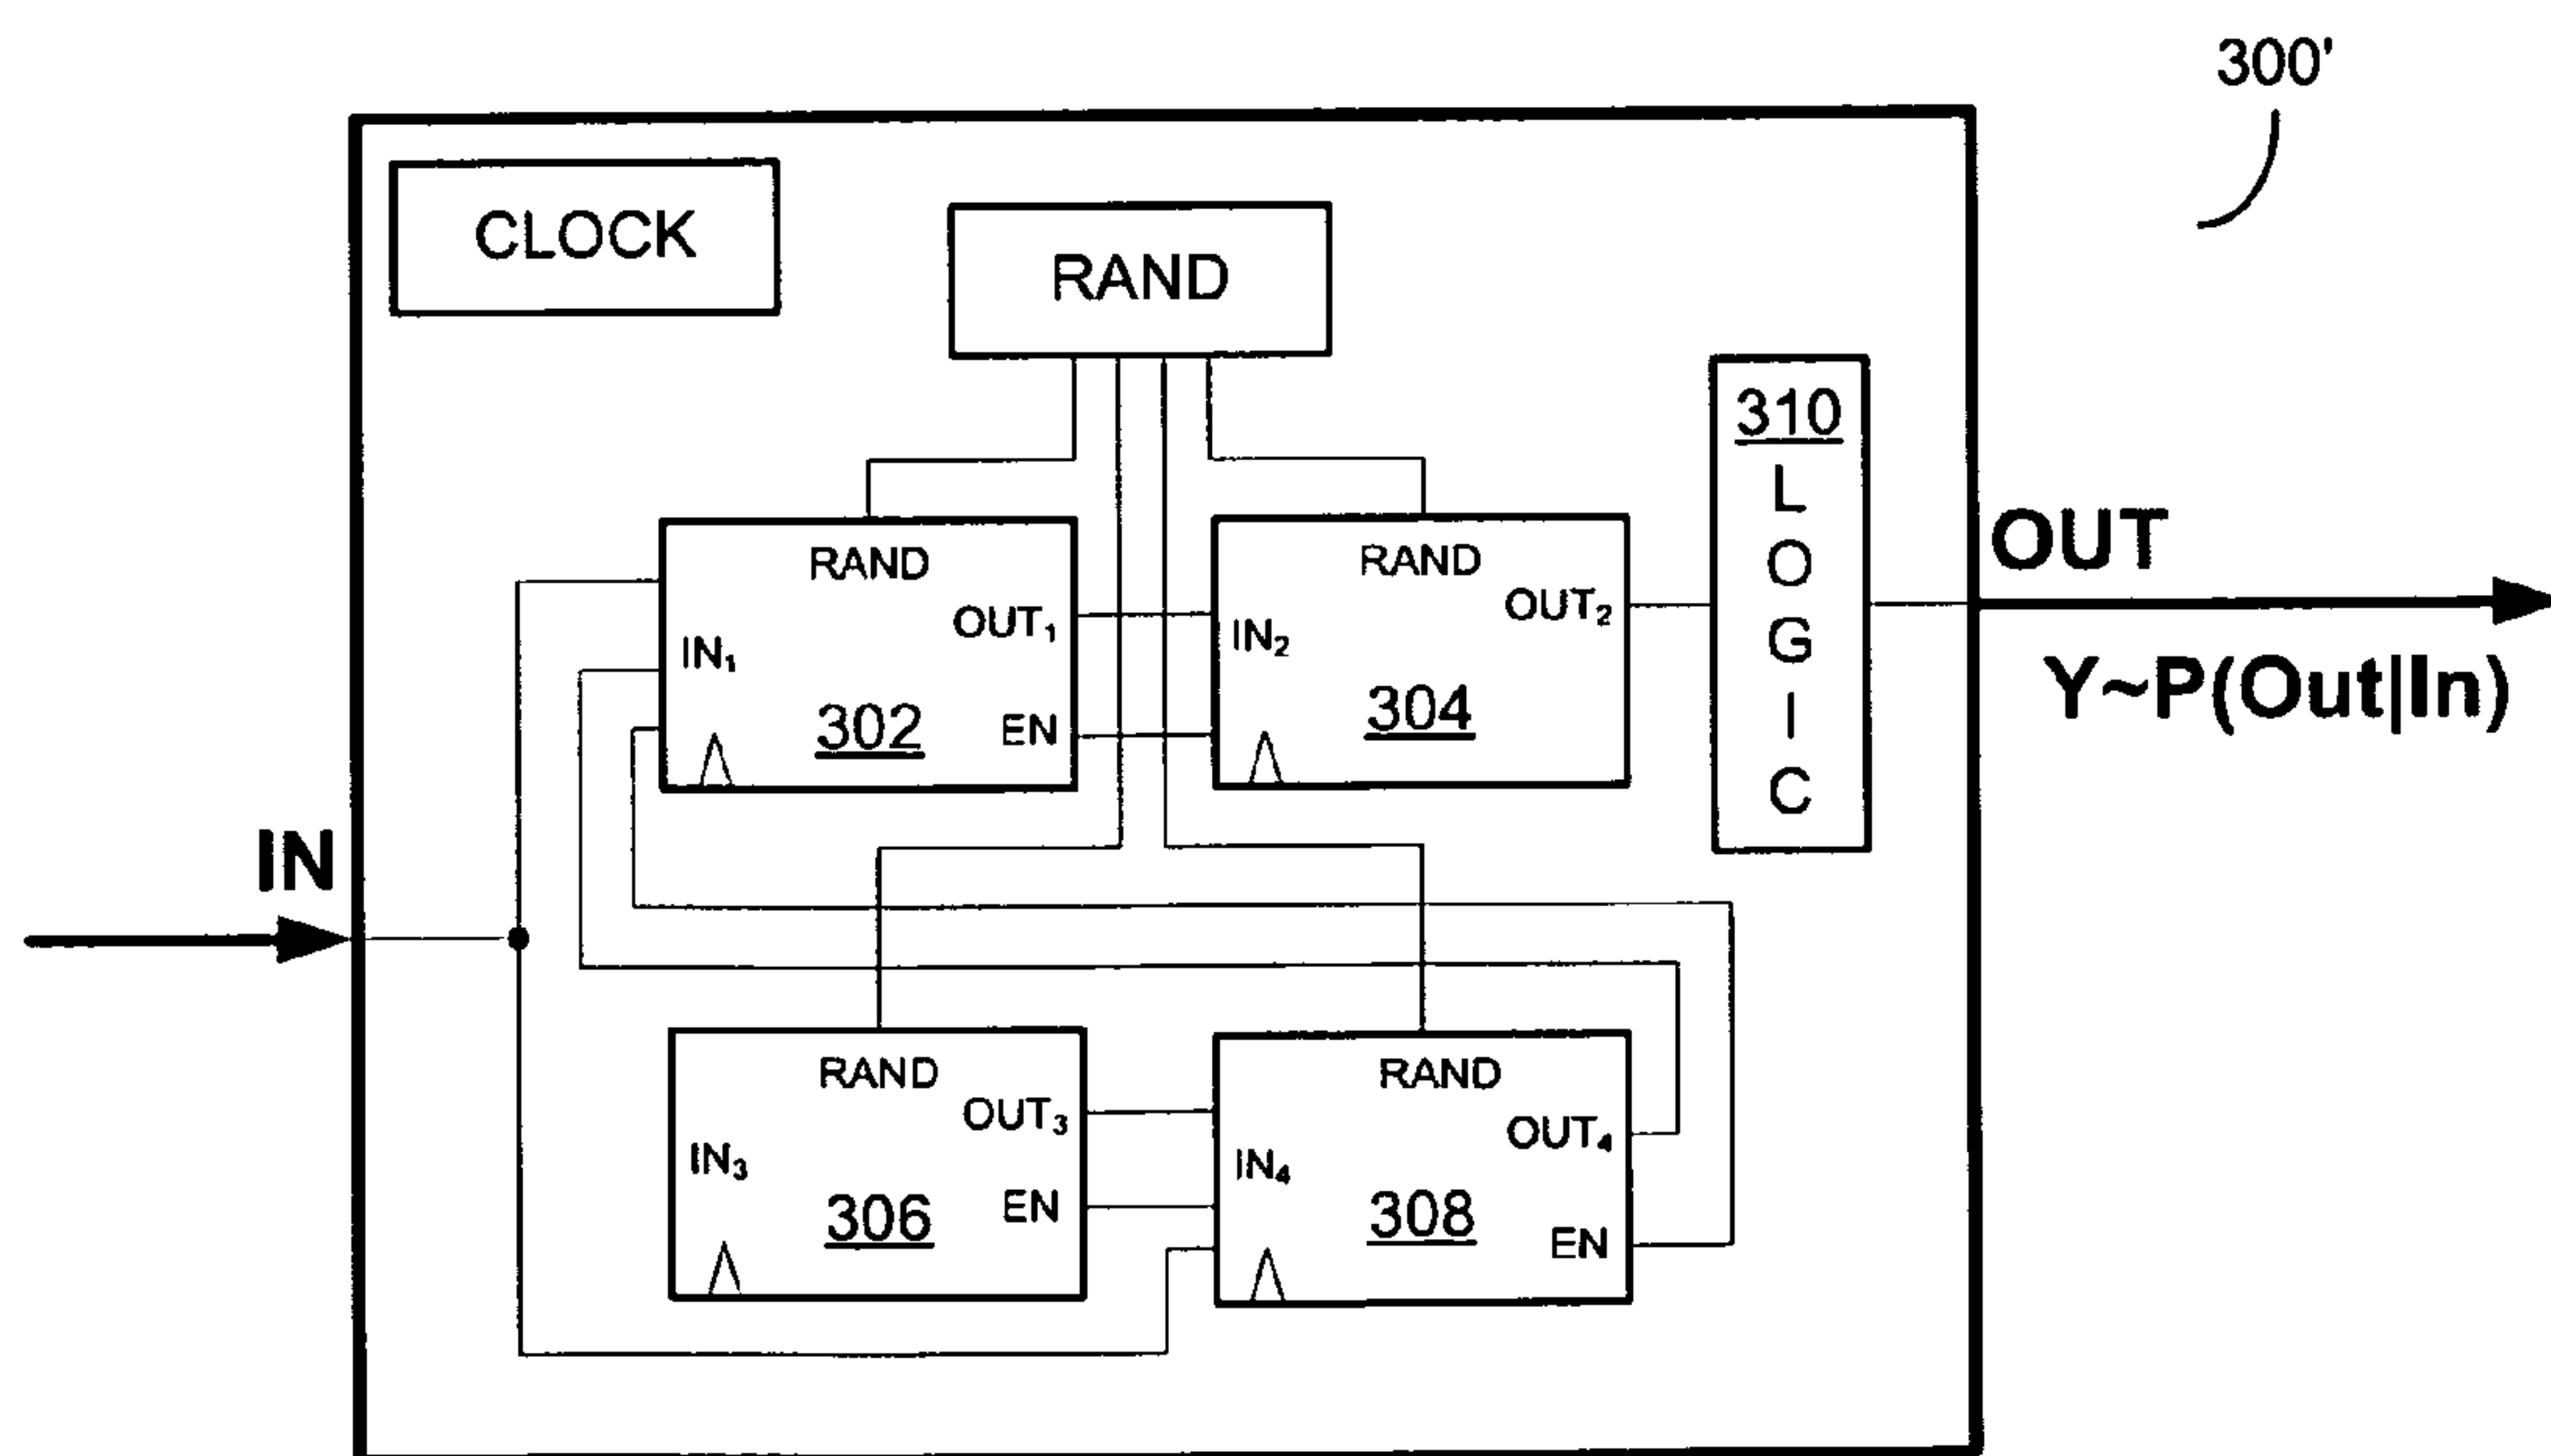 300'
CLOCK
RAND
310
LOGIC
RAND
IN₁
OUT₁
EN
302
RAND
IN₂
OUT₂
304
OUT
Y~P(Out|In)
IN
RAND
IN₃
OUT₃
EN
306
RAND
IN₄
OUT₄
EN
308